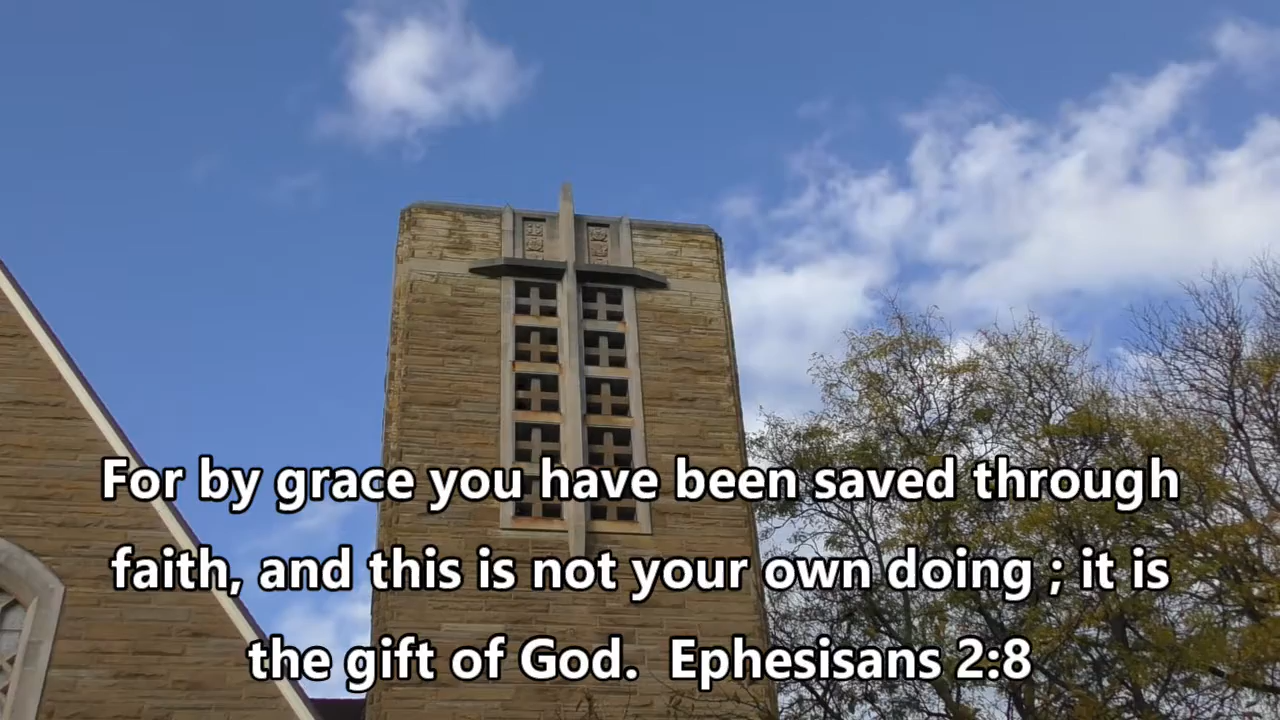 For by grace you have been saved through
faith, and this is not your own doing ; it is
the gift of God.  Ephesisans 2:8